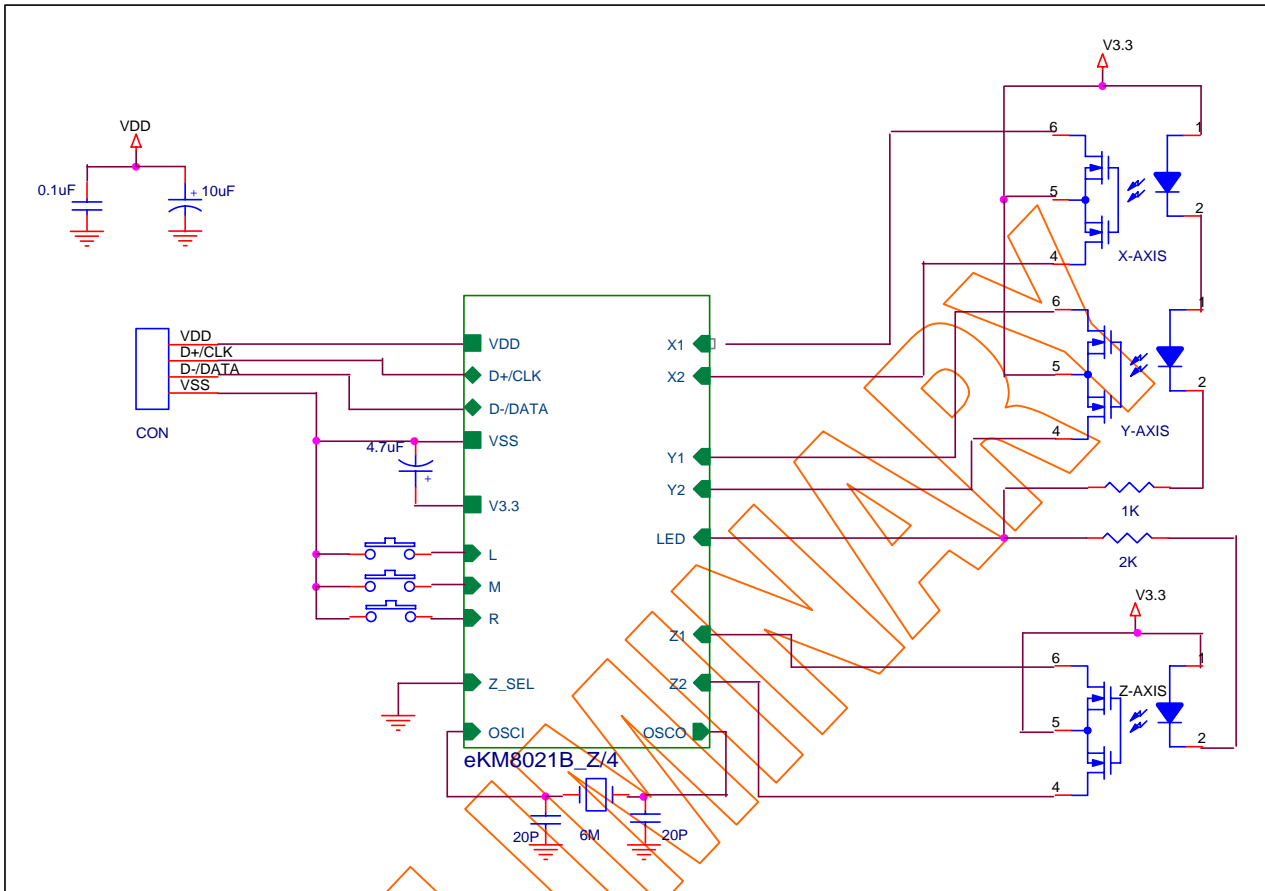 V3.3
VDD
0.1uF
+ 10uF
6
1
5
2
4
X-AXIS
6
1
5
2
4
Y-AXIS
VDD
D+/CLK
D-/DATA
VSS
CON
VDD
D+/CLK
D-/DATA
VSS
4.7uF
+
V3.3
L
M
R
Z_SEL
OSCI
X1
X2
Y1
Y2
LED
Z1
Z2
OSCO
eKM8021B_Z/4
1K
2K
V3.3
6
1
Z-AXIS
5
2
4
20P
6M
20P